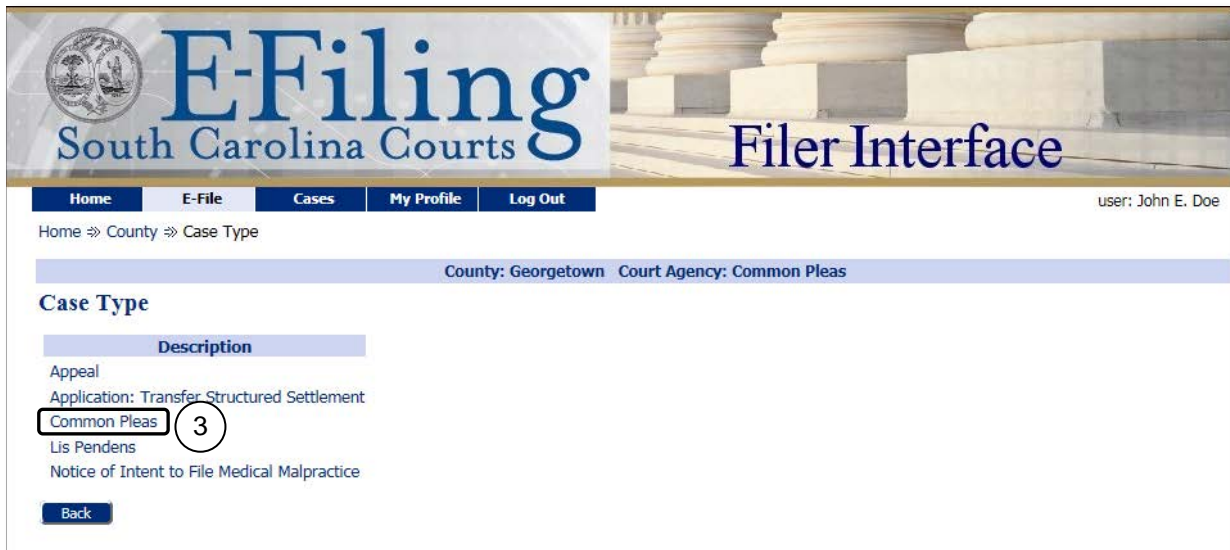 E-Filing
South Carolina Courts
Filer Interface
Home E-File Cases My Profile Log Out
user: John E. Doe
Home ⇒ County ⇒ Case Type
County: Georgetown Court Agency: Common Pleas
Case Type
Description
Appeal
Application: Transfer Structured Settlement
Common Pleas 3
Lis Pendens
Notice of Intent to File Medical Malpractice
Back